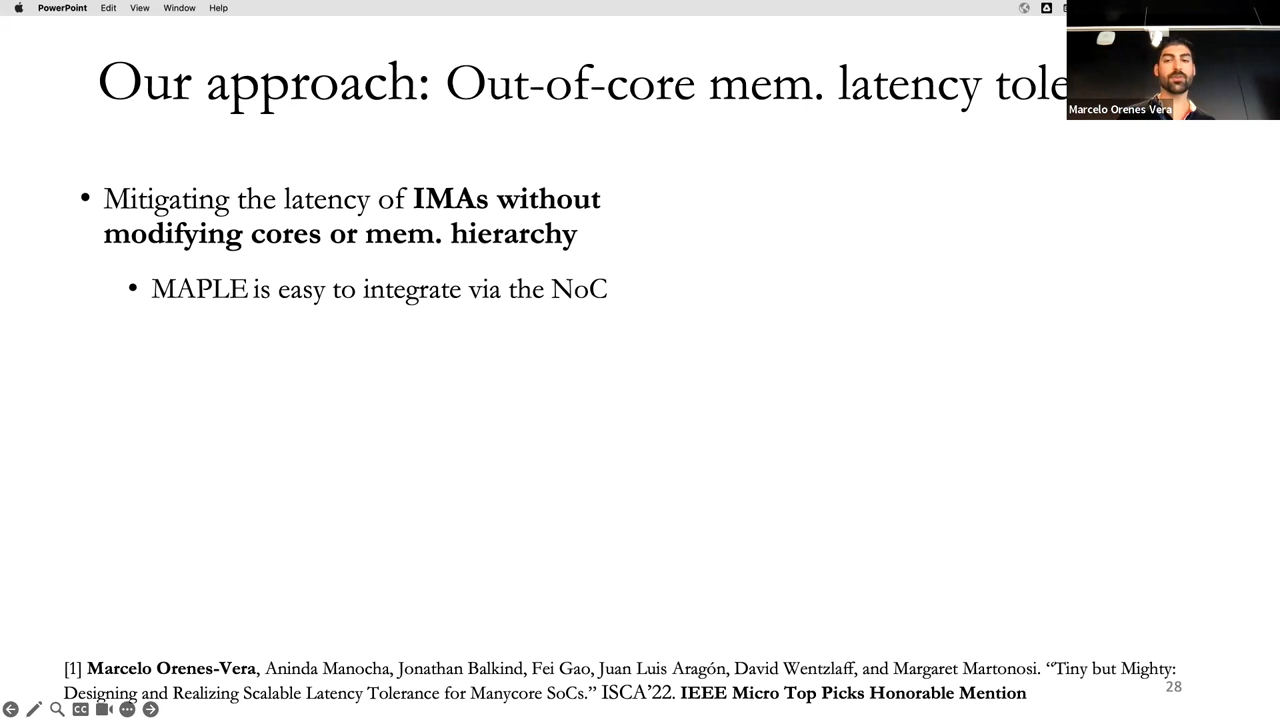 PowerPoint Edit View Window Help
Our approach: Out-of-core mem. latency tole
Marcelo Orenes Vera
• Mitigating the latency of IMAs without
modifying cores or mem. hierarchy
• MAPLE is easy to integrate via the NoC
[1] Marcelo Orenes-Vera, Aninda Manocha, Jonathan Balkind, Fei Gao, Juan Luis Aragón, David Wentzlaff, and Margaret Martonosi. “Tiny but Mighty:
Designing and Realizing Scalable Latency Tolerance for Manycore SoCs.” ISCA’22. IEEE Micro Top Picks Honorable Mention
28
CC